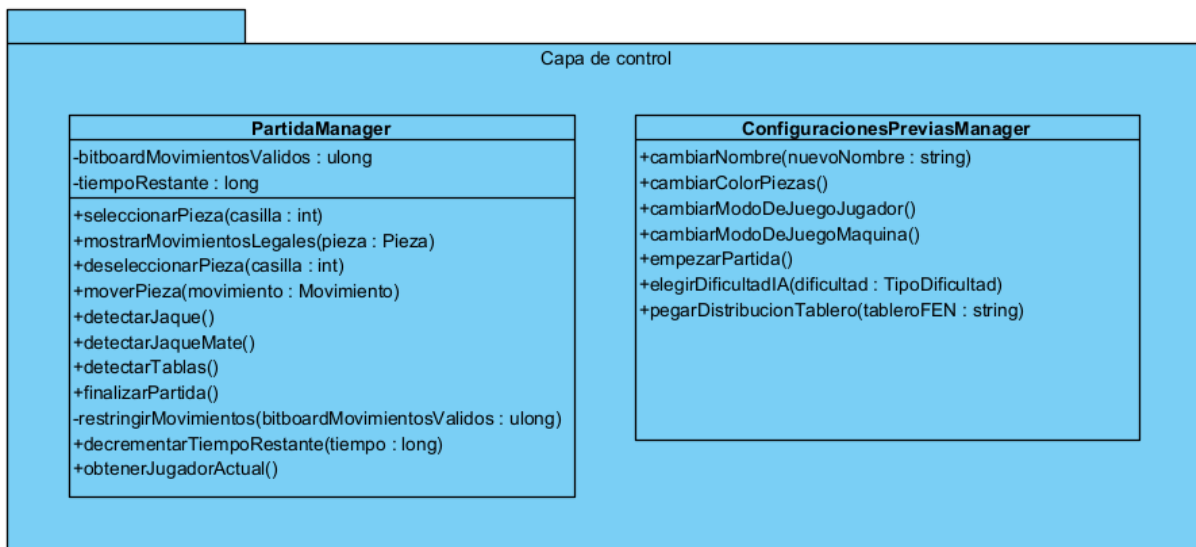 Capa de control
PartidaManager
-bitboardMovimientosValidos : ulong
-tiempoRestante : long
+seleccionarPieza(casilla : int)
+mostrarMovimientosLegales(pieza : Pieza)
+deseleccionarPieza(casilla : int)
+moverPieza(movimiento : Movimiento)
+detectarJaque()
+detectarJaqueMate()
+detectarTablas()
+finalizarPartida()
-restringirMovimientos(bitboardMovimientosValidos : ulong)
+decrementarTiempoRestante(tiempo : long)
+obtenerJugadorActual()
ConfiguracionesPreviasManager
+cambiarNombre(nuevoNombre : string)
+cambiarColorPiezas()
+cambiarModoDeJuegoJugador()
+cambiarModoDeJuegoMaquina()
+empezarPartida()
+elegirDificultadIA(dificultad : TipoDificultad)
+pegarDistribucionTablero(tableroFEN : string)